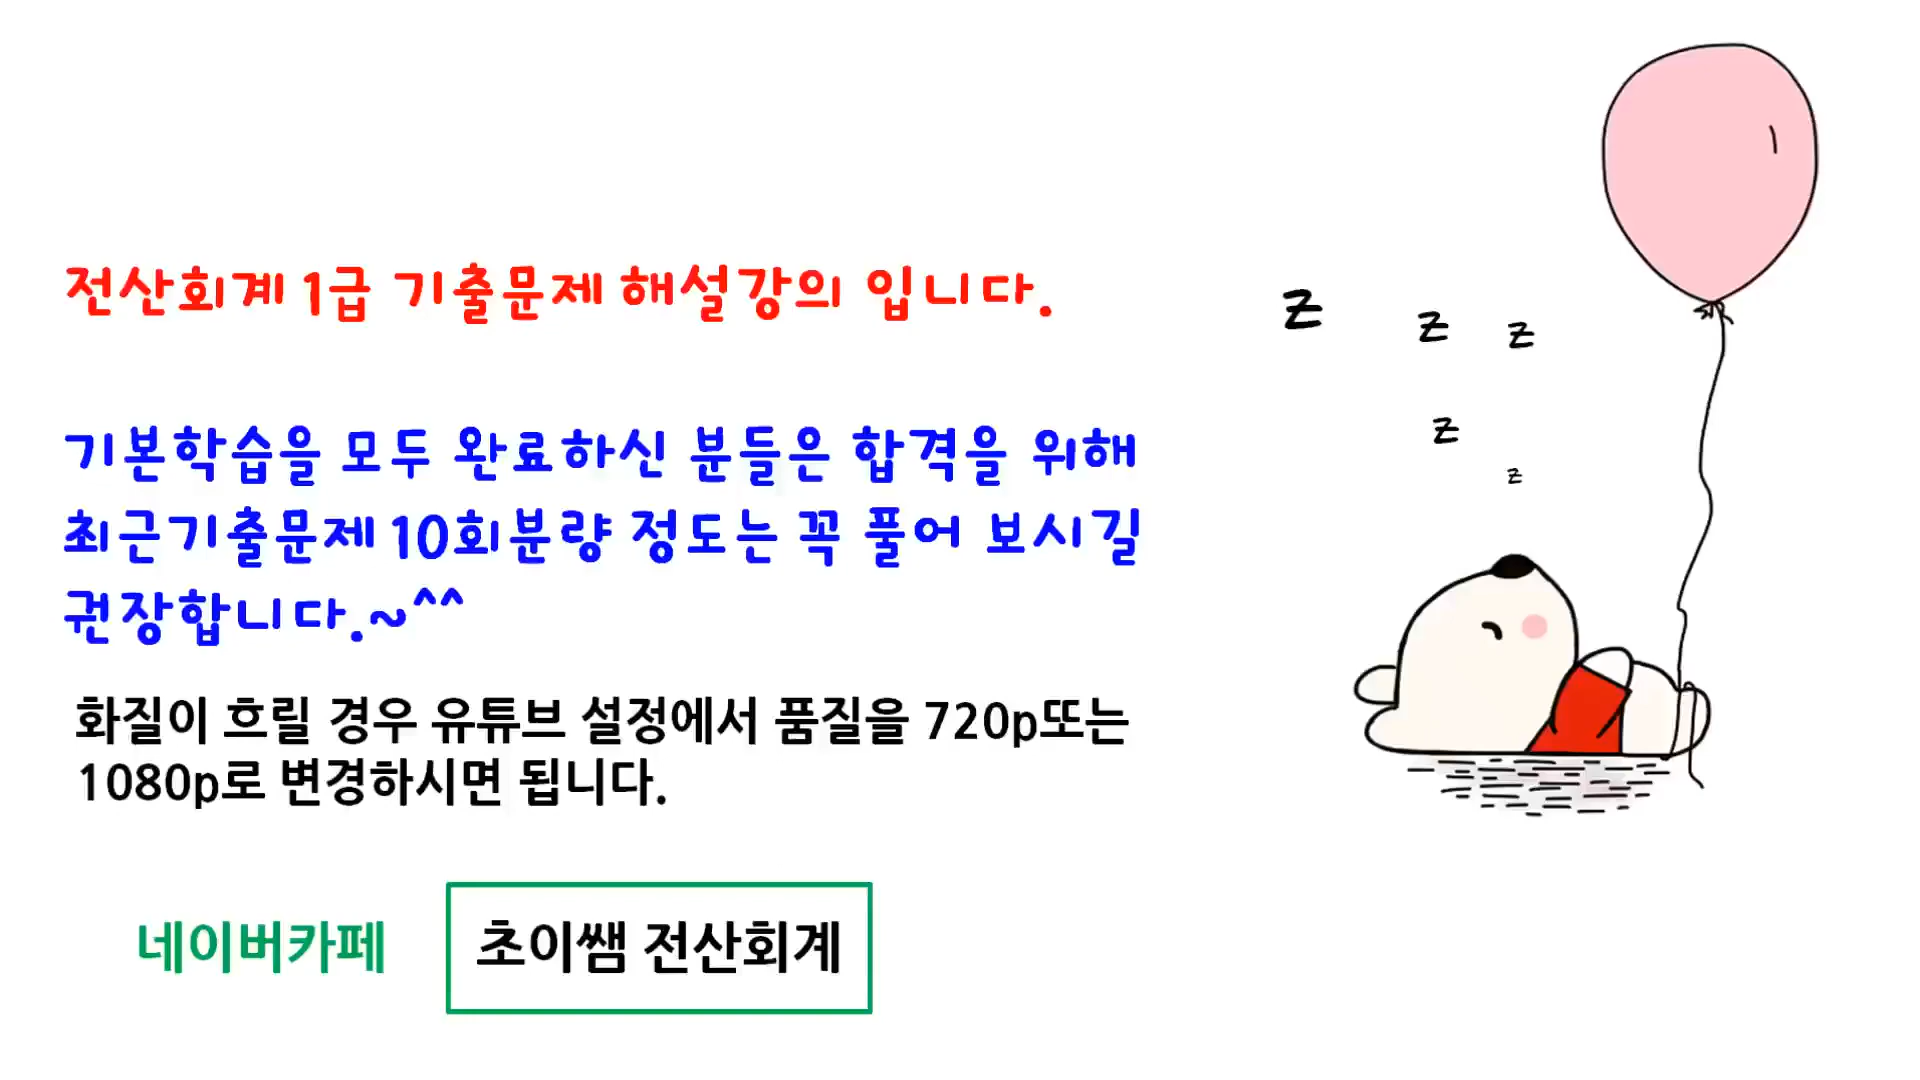 전산회계 1급 기출문제 해설강의 입니다.
기본학습을 모두 완료하신 분들은 합격을 위해
최근기출문제 10회분량 정도는 꼭 풀어 보시길
권장합니다.~^^
화질이 흐릴 경우 유튜브 설정에서 품질을 720p또는
1080p로 변경하시면 됩니다.
네이버카페 초이쌤 전산회계
z z z
z
z